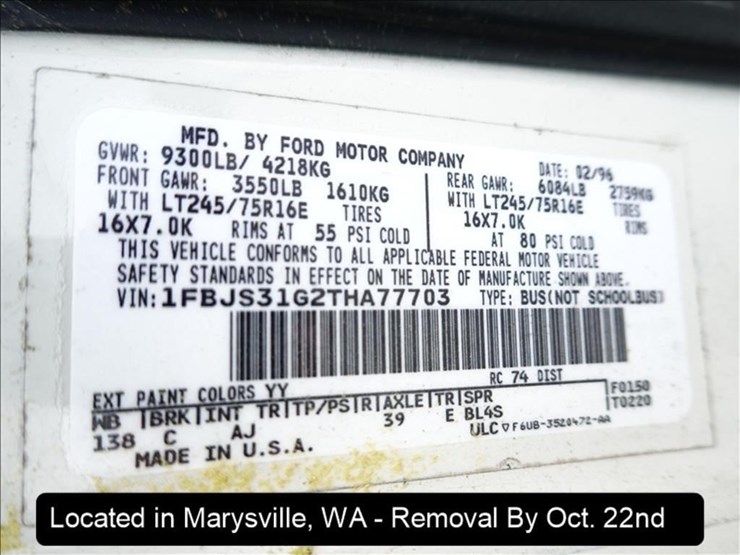 MFD. BY FORD MOTOR COMPANY
DATE: 02/96
GVWR: 9300LB/ 4218KG
FRONT GAWR: 3550LB 1610KG
WITH LT245/75R16E TIRES
16X7.0K RIMS AT 55 PSI COLD
REAR GAWR: 6084LB 2759KG
WITH LT245/75R16E TIRES
16X7.0K RIMS
AT 80 PSI COLD
THIS VEHICLE CONFORMS TO ALL APPLICABLE FEDERAL MOTOR VEHICLE
SAFETY STANDARDS IN EFFECT ON THE DATE OF MANUFACTURE SHOWN ABOVE.
VIN: 1FBJS31G2THA77703 TYPE: BUS(NOT SCHOOLBUS)
EXT PAINT COLORS YY RC 74 DIST
WB BRK INT TR TP/PS R AXLE TR SPR F0150
138 C AJ 39 E BL4S T0220
MADE IN U.S.A. ULC F6UB-3520472-AA
Located in Marysville, WA - Removal By Oct. 22nd